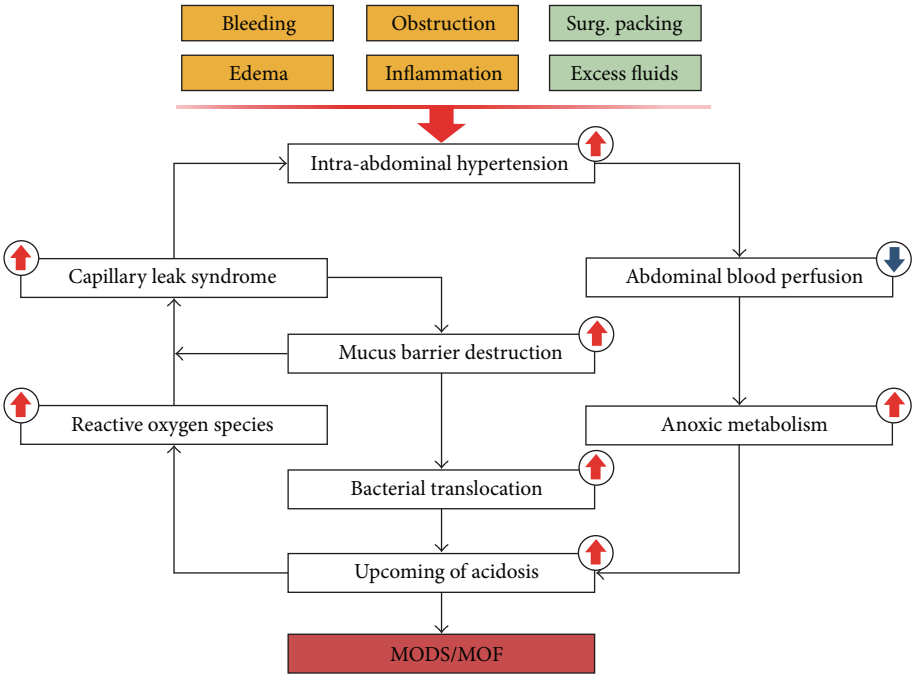 Bleeding
Obstruction
Surg. packing
Edema
Inflammation
Excess fluids
Intra-abdominal hypertension
Capillary leak syndrome
Abdominal blood perfusion
Mucus barrier destruction
Reactive oxygen species
Anoxic metabolism
Bacterial translocation
Upcoming of acidosis
MODS/MOF